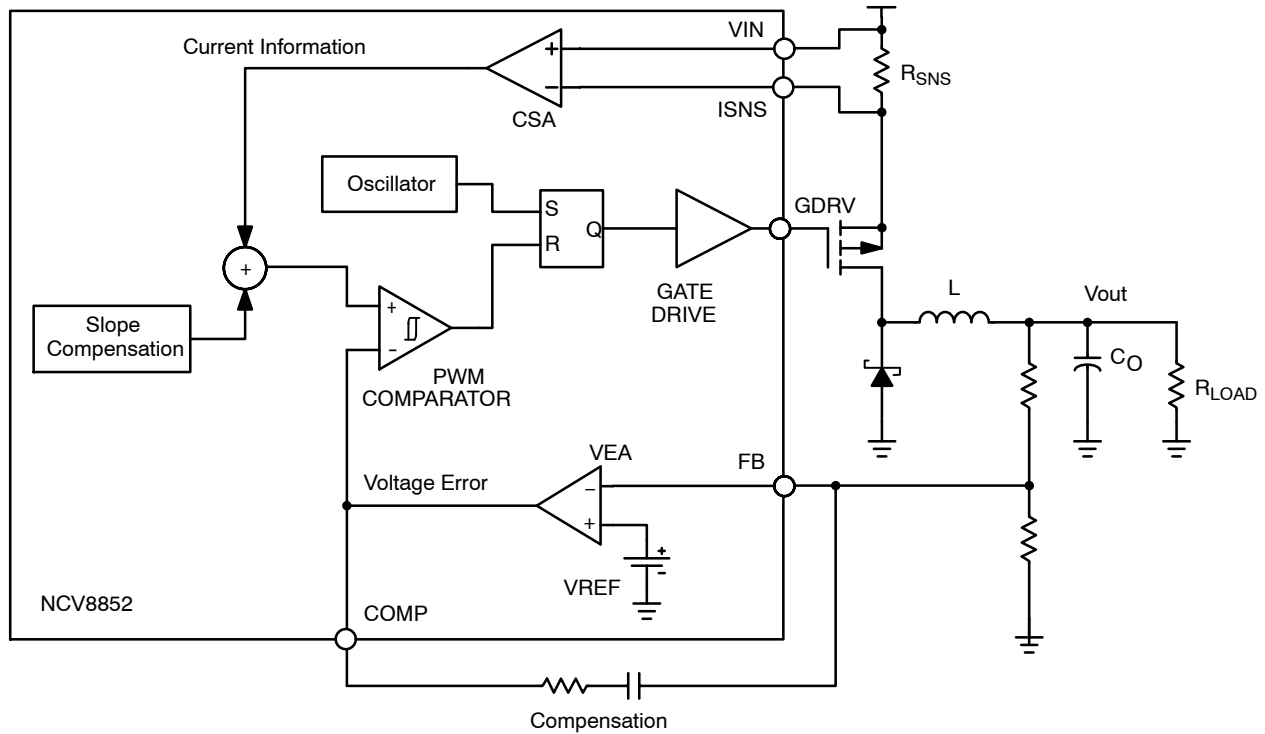 VIN
Current Information
+
−
RSNS
CSA
ISNS
Oscillator
S
R
Q
GDRV
+
GATE
DRIVE
L
Vout
Slope
Compensation
+
−
PWM
COMPARATOR
CO
RLOAD
VEA
FB
Voltage Error
−
+
+
−
VREF
NCV8852
COMP
Compensation